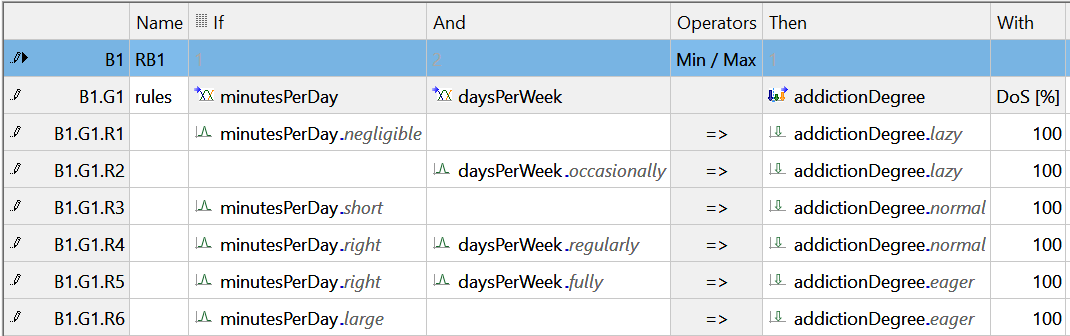 Name If And Operators Then With
B1 RB1 1 2 Min / Max 1
B1.G1 rules minutesPerDay daysPerWeek addictionDegree DoS [%]
B1.G1.R1 minutesPerDay.negligible => addictionDegree.lazy 100
B1.G1.R2 daysPerWeek.occasionally => addictionDegree.lazy 100
B1.G1.R3 minutesPerDay.short => addictionDegree.normal 100
B1.G1.R4 minutesPerDay.right daysPerWeek.regularly => addictionDegree.normal 100
B1.G1.R5 minutesPerDay.right daysPerWeek.fully => addictionDegree.eager 100
B1.G1.R6 minutesPerDay.large => addictionDegree.eager 100